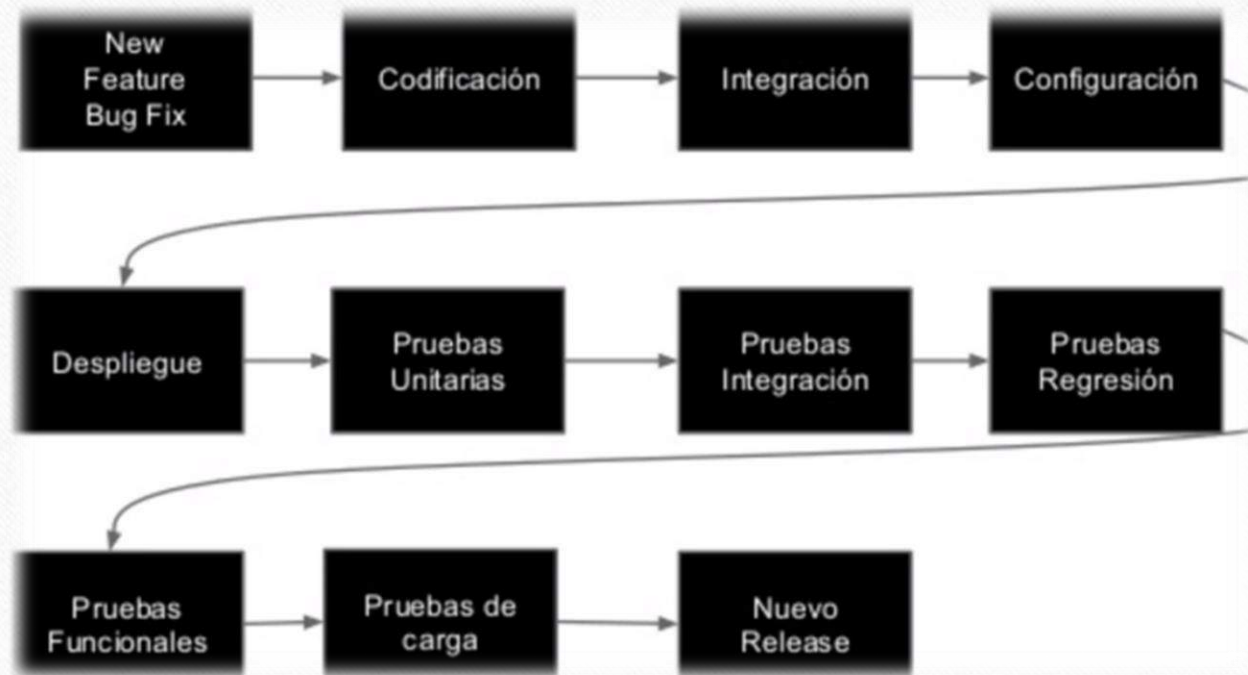 New
Feature
Bug Fix
Codificación
Integración
Configuración
Despliegue
Pruebas
Unitarias
Pruebas
Integración
Pruebas
Regresión
Pruebas
Funcionales
Pruebas de
carga
Nuevo
Release